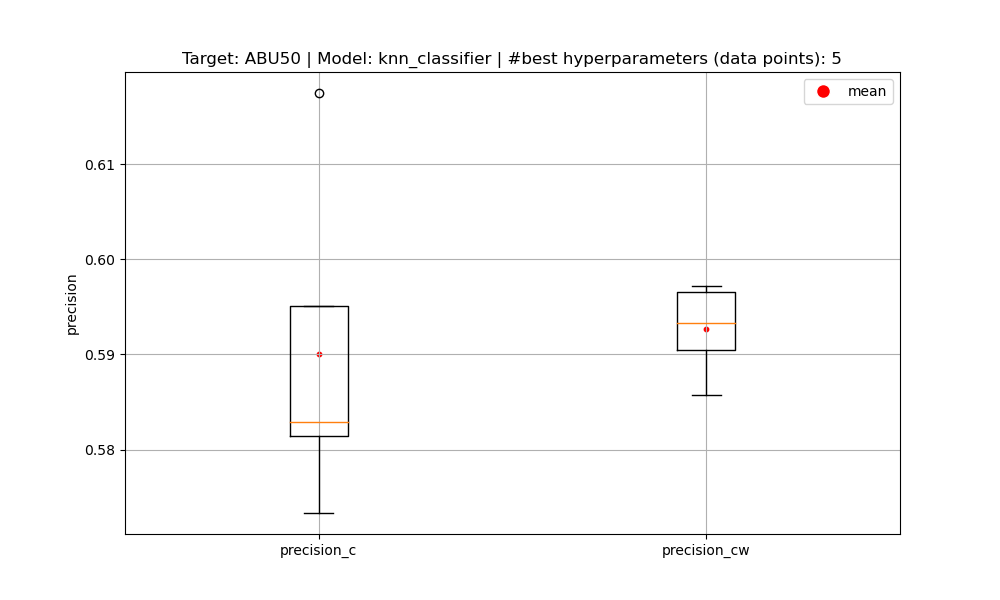 Target: ABU50 | Model: knn_classifier | #best hyperparameters (data points): 5
mean
0.61
0.60
0.59
0.58
precision
precision_c
precision_cw